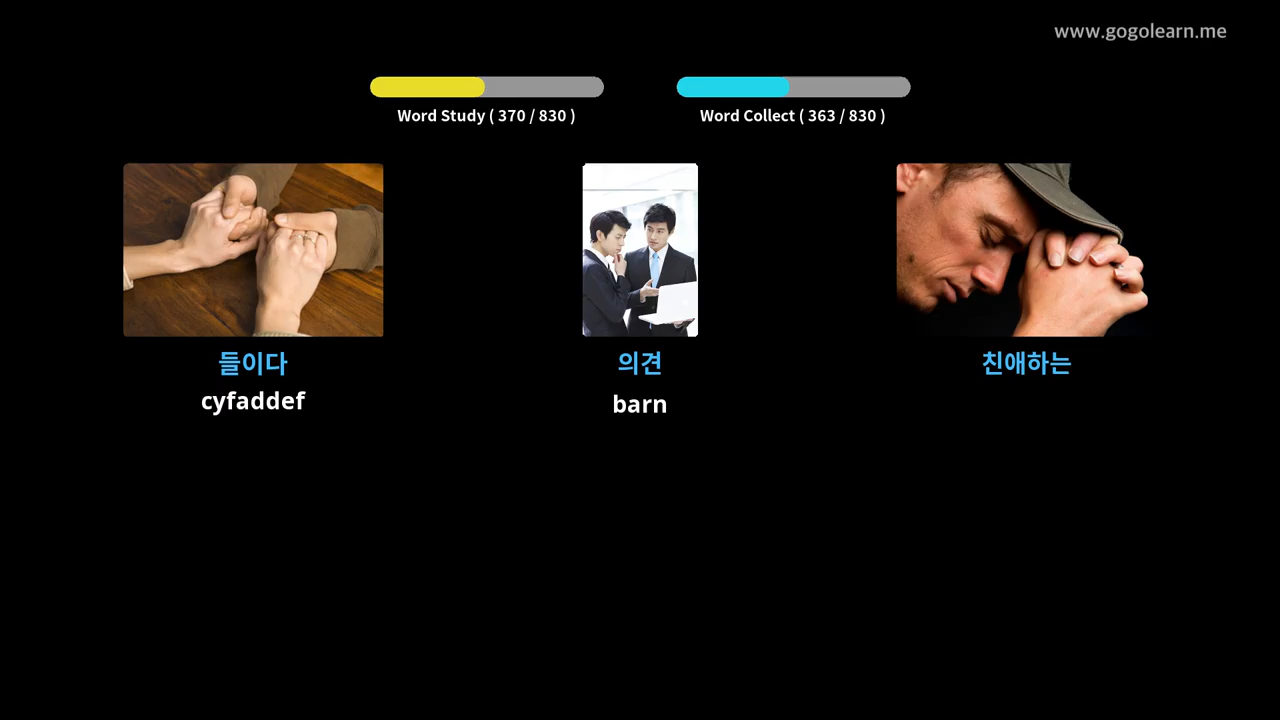 www.gogolearn.me
Word Study ( 370 / 830 )
Word Collect ( 363 / 830 )
들이다
의견
친애하는
cyfaddef
barn